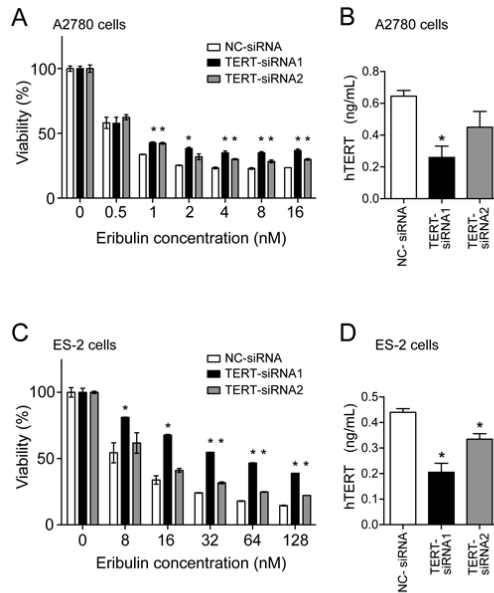 A
A2780 cells
NC-siRNA
TERT-siRNA1
TERT-siRNA2
Viability (%)
100
50
0
* *
*
* *
* *
* *
0 0.5 1 2 4 8 16
Eribulin concentration (nM)
B
A2780 cells
hTERT (ng/mL)
0.8
0.6
0.4
0.2
0.0
*
NC- siRNA
TERT-
siRNA1
TERT-
siRNA2
C
ES-2 cells
NC-siRNA
TERT-siRNA1
TERT-siRNA2
Viability (%)
100
50
0
*
*
* *
* *
* *
0 8 16 32 64 128
Eribulin concentration (nM)
D
ES-2 cells
hTERT (ng/mL)
0.5
0.4
0.3
0.2
0.1
0.0
*
*
NC- siRNA
TERT-
siRNA1
TERT-
siRNA2